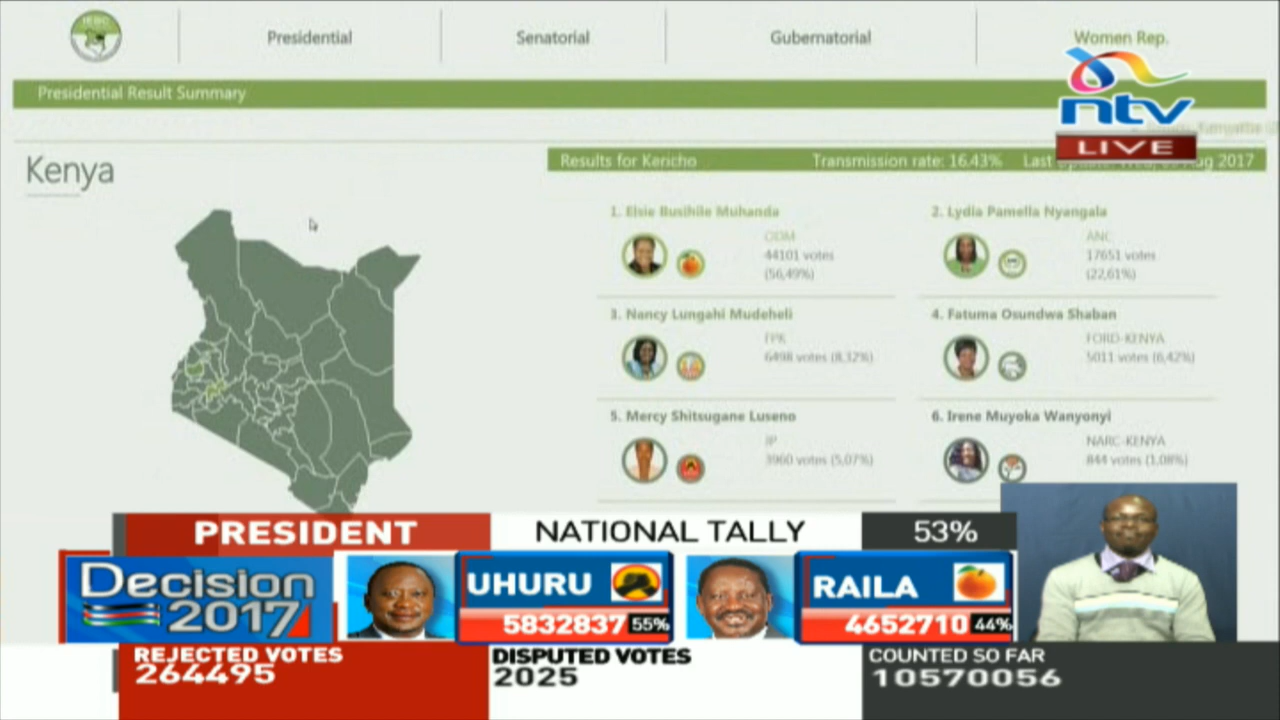 IEBC
Presidential
Senatorial
Gubernatorial
Women Rep.
Presidential Result Summary
ntv
LIVE
Kenya
Results for Kericho
Transmission rate: 16.43%
Aug 2017
1. Elsie Busihile Muhanda
ODM
44101 votes
(56,49%)
2. Lydia Pamella Nyangala
ANC
17651 votes
(22,61%)
3. Nancy Lungahi Mudeheli
FPK
6498 votes (8,32%)
4. Fatuma Osundwa Shaban
FORD-KENYA
5011 votes (6,42%)
5. Mercy Shitsugane Luseno
JP
3960 votes (5,07%)
6. Irene Muyoka Wanyonyi
NARC-KENYA
844 votes (1,08%)
PRESIDENT
NATIONAL TALLY
53%
Decision
2017
UHURU
5832837 55%
RAILA
4652710 44%
REJECTED VOTES
264495
DISPUTED VOTES
2025
COUNTED SO FAR
10570056